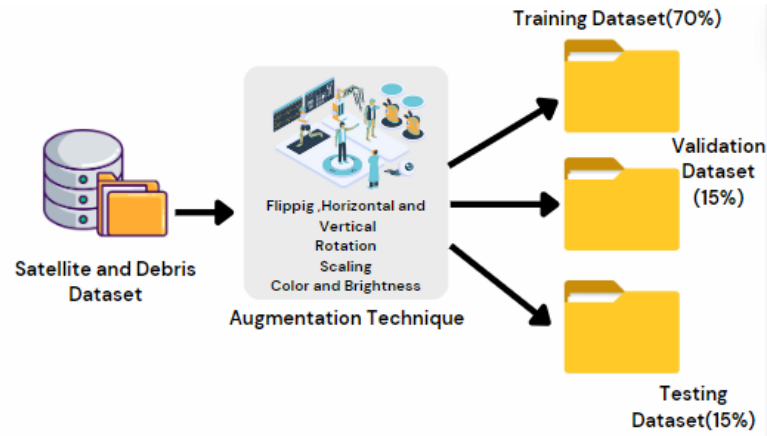 Training Dataset(70%)
Validation
Dataset
(15%)
Flippig ,Horizontal and
Vertical
Rotation
Scaling
Color and Brightness
Satellite and Debris
Dataset
Augmentation Technique
Testing
Dataset(15%)